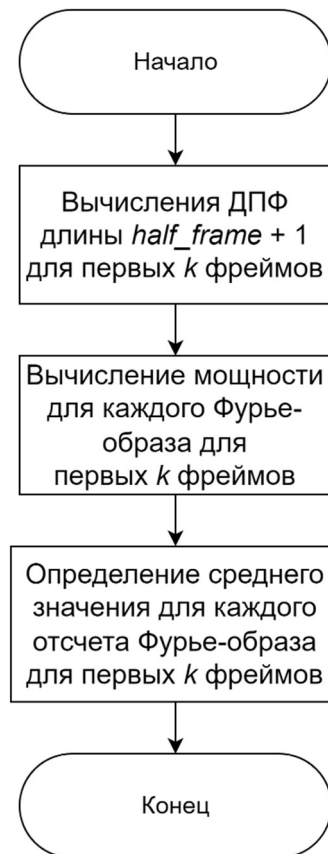 Начало
Вычисления ДПФ
длины half_frame + 1
для первых k фреймов
Вычисление мощности
для каждого Фурье-
образа для
первых k фреймов
Определение среднего
значения для каждого
отсчета Фурье-образа
для первых k фреймов
Конец